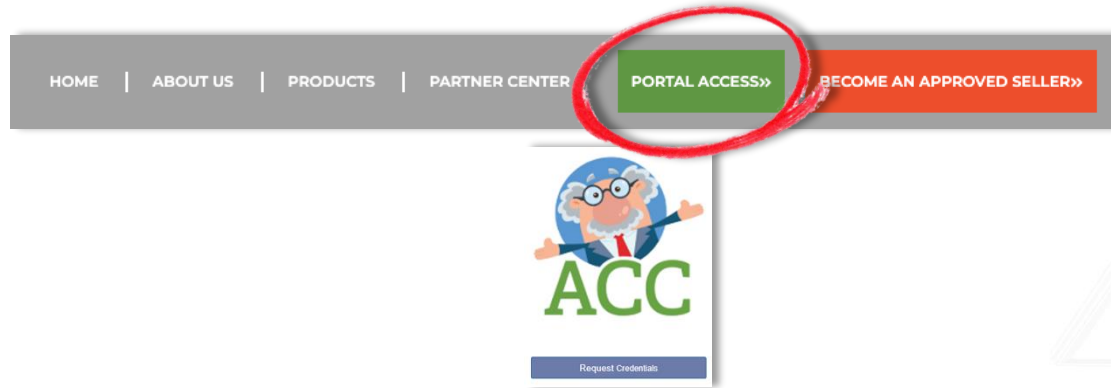 HOME | ABOUT US | PRODUCTS | PARTNER CENTER PORTAL ACCESS» BECOME AN APPROVED SELLER»
ACC
Request Credentials